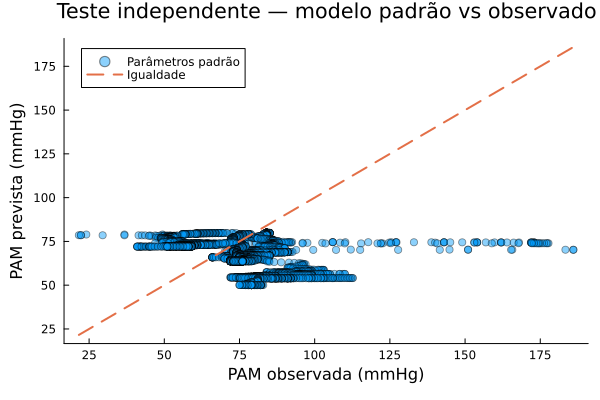 Teste independente — modelo padrão vs observado
Parâmetros padrão
Igualdade
PAM prevista (mmHg)
175
150
125
100
75
50
25
25 50 75 100 125 150 175
PAM observada (mmHg)